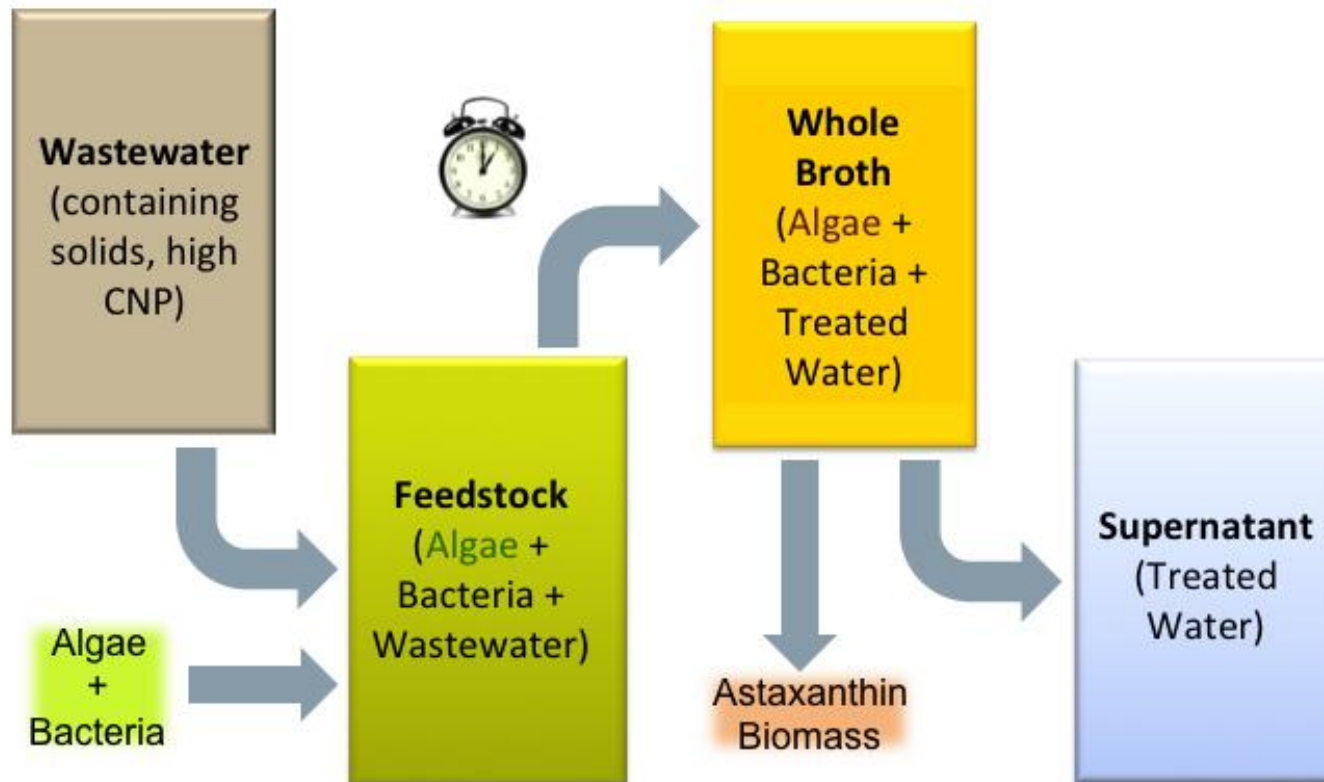 Wastewater
(containing
solids, high
CNP)
Algae
+
Bacteria
Feedstock
(Algae +
Bacteria +
Wastewater)
Whole
Broth
(Algae +
Bacteria +
Treated
Water)
Astaxanthin
Biomass
Supernatant
(Treated
Water)